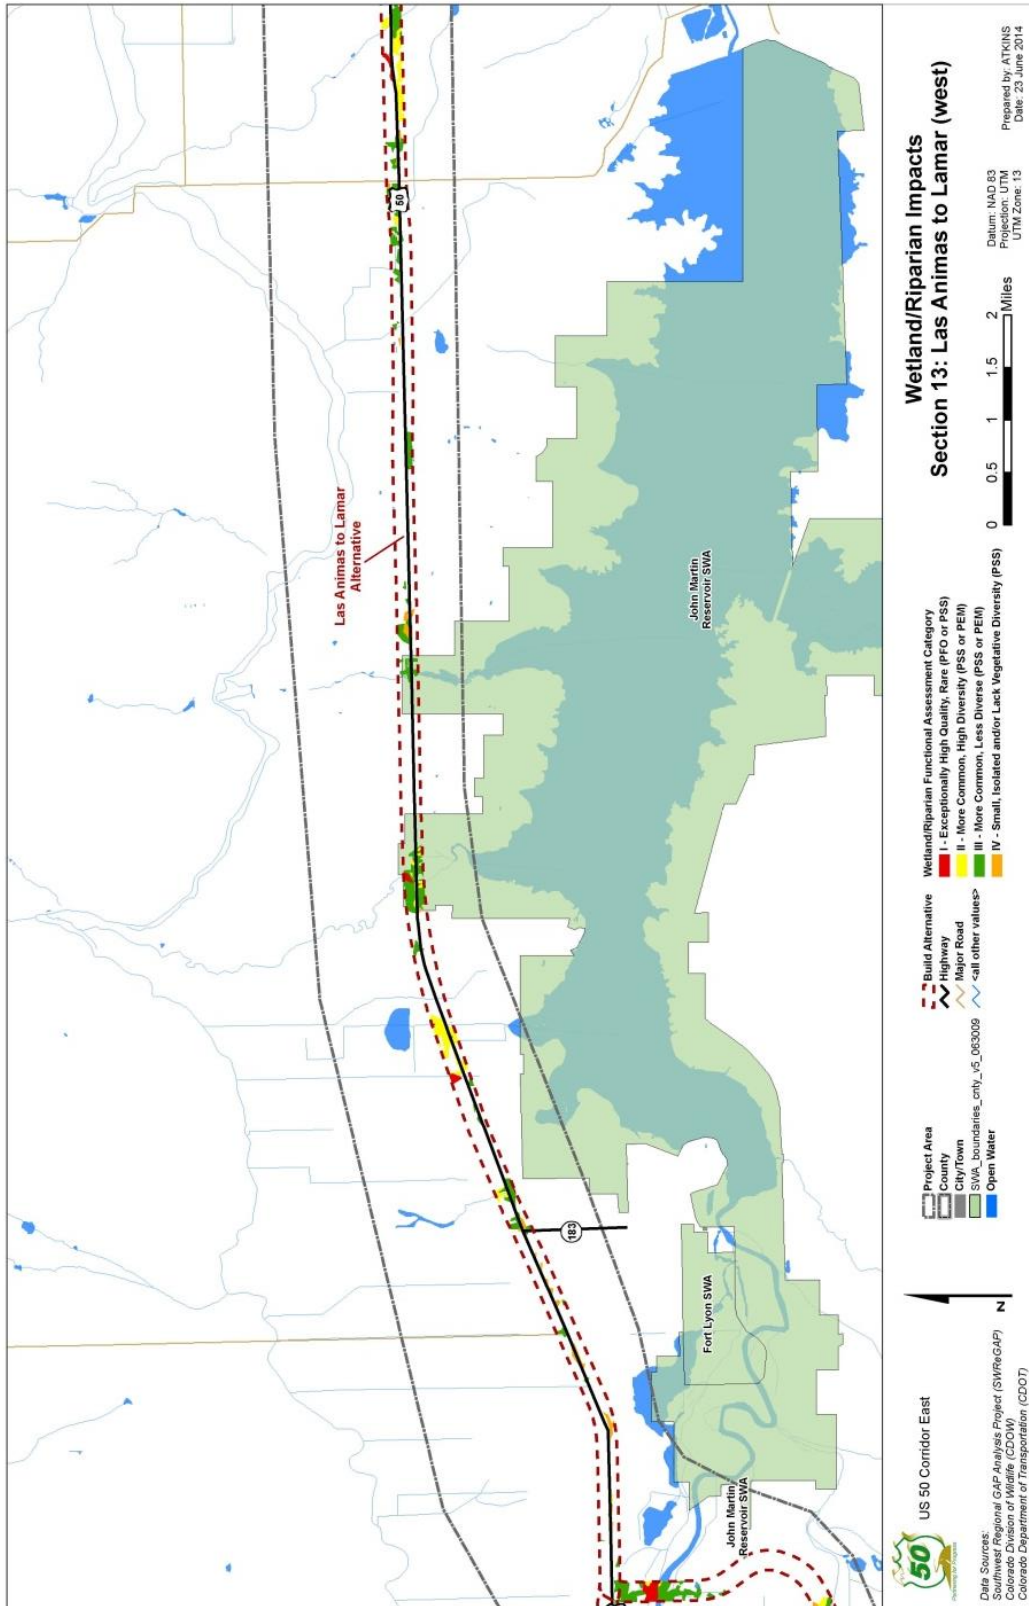 50
Las Animas to Lamar
Alternative
John Martin
Reservoir SWA
183
Fort Lyon SWA
John Martin
Reservoir SWA
50
US 50 Corridor East
Data Sources:
Southwest Regional GAP Analysis Project (SWReGAP)
Colorado Division of Wildlife (CDOW)
Colorado Department of Transportation (CDOT)
N
Project Area
County
City/Town
SWA_boundaries_cnty_v5_063009
Open Water
Build Alternative
Highway
Major Road
<all other values>
Wetland/Riparian Functional Assessment Category
I - Exceptionally High Quality, Rare (PFO or PSS)
II - More Common, High Diversity (PSS or PEM)
III - More Common, Less Diverse (PSS or PEM)
IV - Small, Isolated and/or Lack Vegetative Diversity (PSS)
Wetland/Riparian Impacts
Section 13: Las Animas to Lamar (west)
0 0.5 1 1.5 2
Miles
Datum: NAD 83
Projection: UTM
UTM Zone: 13
Prepared by: ATKINS
Date: 23 June 2014